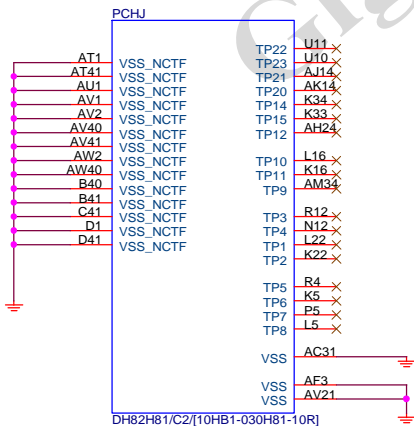 PCHJ
AT1 VSS_NCTF
AT41 VSS_NCTF
AU1 VSS_NCTF
AV1 VSS_NCTF
AV2 VSS_NCTF
AV40 VSS_NCTF
AV41 VSS_NCTF
AW2 VSS_NCTF
AW40 VSS_NCTF
B40 VSS_NCTF
B41 VSS_NCTF
C41 VSS_NCTF
D1 VSS_NCTF
D41 VSS_NCTF
TP22 U11
TP23 U10
TP21 AJ14
TP20 AK14
TP14 K34
TP15 K33
TP12 AH24
TP10 L16
TP11 K16
TP9 AM34
TP3 R12
TP4 N12
TP1 L22
TP2 K22
TP5 R4
TP6 K5
TP7 P5
TP8 L5
VSS AC31
VSS AF3
VSS AV21
DH82H81/C2/[10HB1-030H81-10R]